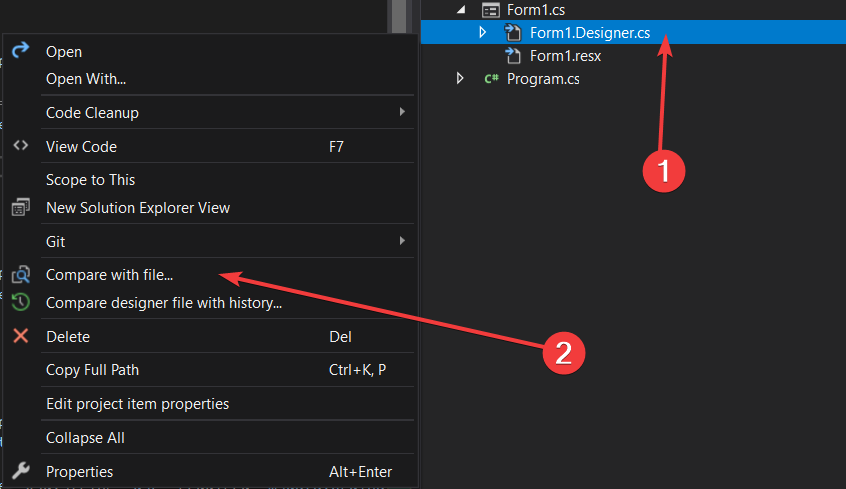 Form1.cs
Form1.Designer.cs
Form1.resx
C# Program.cs
1
Open
Open With...
Code Cleanup
View Code F7
Scope to This
New Solution Explorer View
Git
Compare with file...
Compare designer file with history...
2
Delete Del
Copy Full Path Ctrl+K, P
Edit project item properties
Collapse All
Properties Alt+Enter